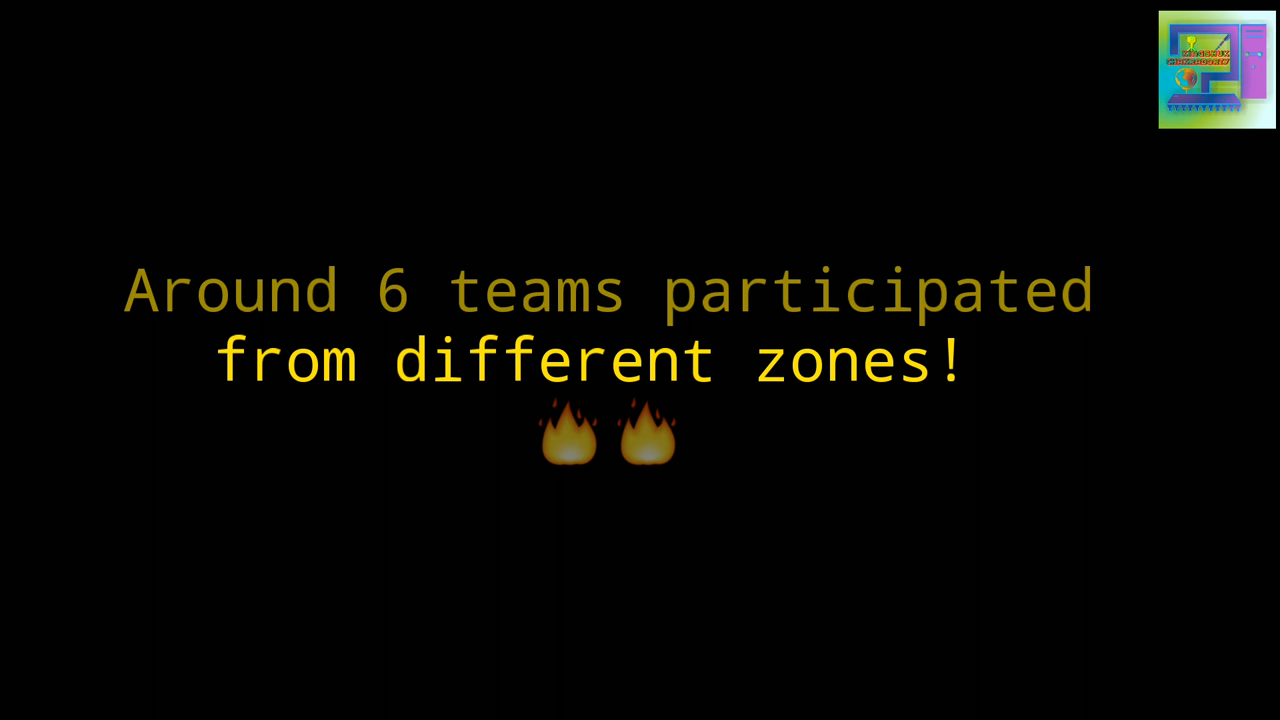 Around 6 teams participated
from different zones!
🔥🔥